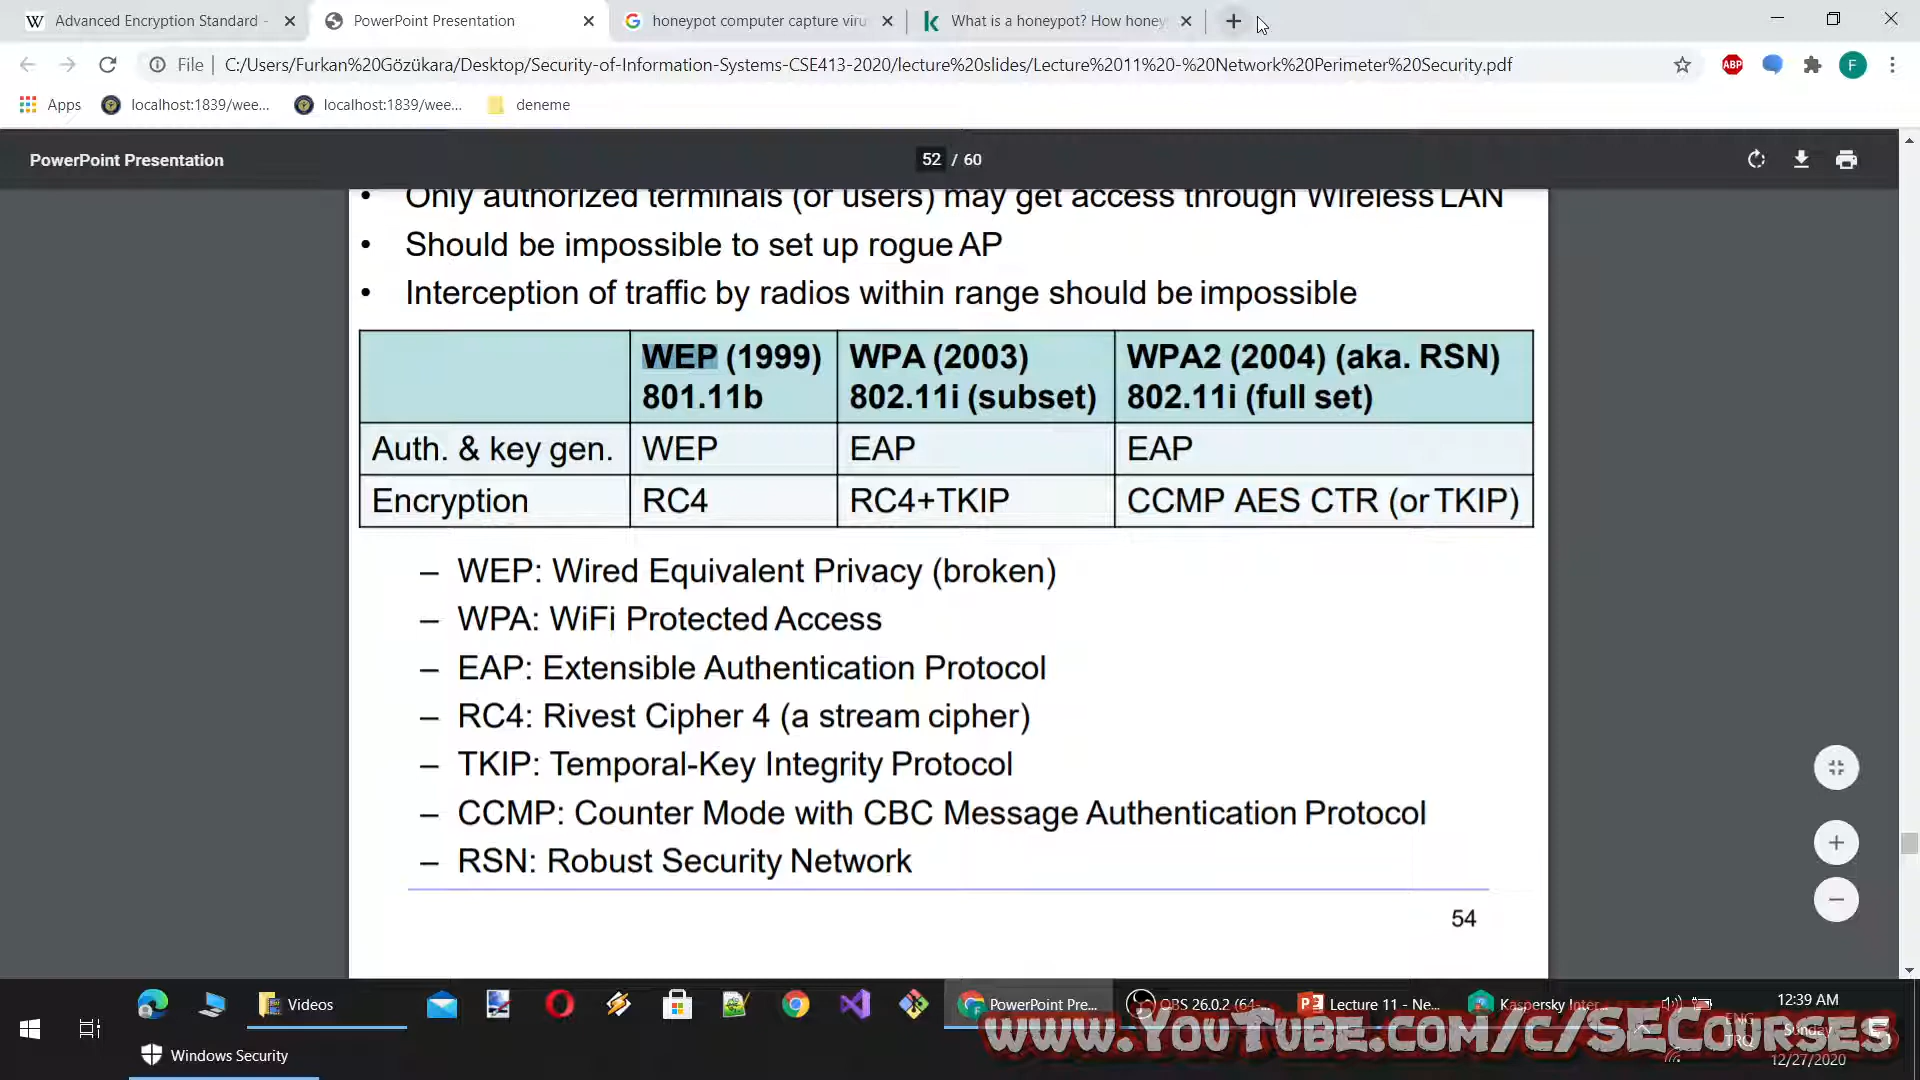 Advanced Encryption Standard -
PowerPoint Presentation
honeypot computer capture viru
What is a honeypot? How honey
File | C:/Users/Furkan%20Gözükara/Desktop/Security-of-Information-Systems-CSE413-2020/lecture%20slides/Lecture%2011%20-%20Network%20Perimeter%20Security.pdf
ABP
F
Apps
localhost:1839/wee...
localhost:1839/wee...
deneme
PowerPoint Presentation
52 / 60
• Only authorized terminals (or users) may get access through Wireless LAN
• Should be impossible to set up rogue AP
• Interception of traffic by radios within range should be impossible
WEP (1999) WPA (2003) WPA2 (2004) (aka. RSN)
801.11b 802.11i (subset) 802.11i (full set)
Auth. & key gen. WEP EAP EAP
Encryption RC4 RC4+TKIP CCMP AES CTR (or TKIP)
– WEP: Wired Equivalent Privacy (broken)
– WPA: WiFi Protected Access
– EAP: Extensible Authentication Protocol
– RC4: Rivest Cipher 4 (a stream cipher)
– TKIP: Temporal-Key Integrity Protocol
– CCMP: Counter Mode with CBC Message Authentication Protocol
– RSN: Robust Security Network
54
Videos
PowerPoint Pre...
OBS 26.0.2 (64-...
Lecture 11 - Ne...
Kaspersky Inter...
12:39 AM
ENG
Sunday
TRQ
12/27/2020
Windows Security
www.YouTube.com/c/SECourses